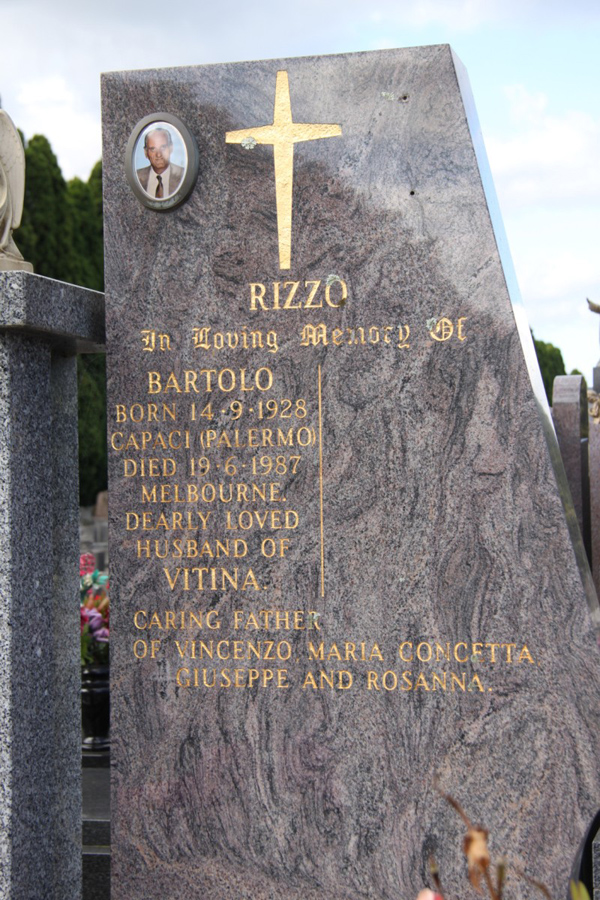 RIZZO
In Loving Memory Of
BARTOLO
BORN 14·9·1928
CAPACI (PALERMO)
DIED 19·6·1987
MELBOURNE.
DEARLY LOVED
HUSBAND OF
VITINA.
CARING FATHER
OF VINCENZO, MARIA CONCETTA
GIUSEPPE AND ROSANNA.